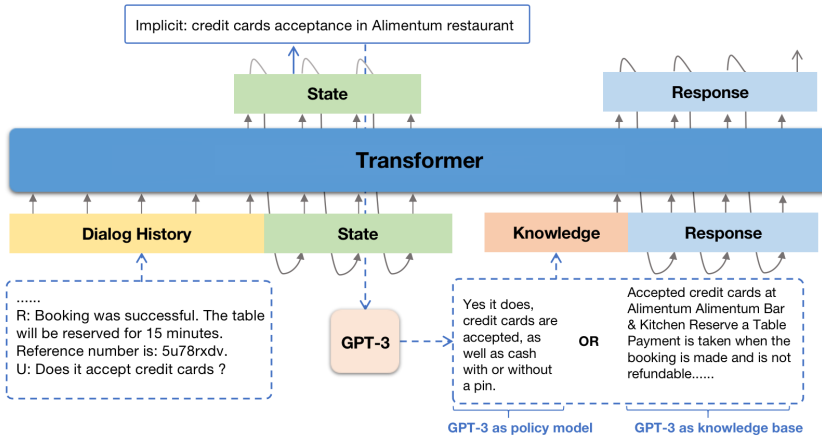 Implicit: credit cards acceptance in Alimentum restaurant
State
Response
Transformer
Dialog History
State
Knowledge
Response
......
R: Booking was successful. The table
will be reserved for 15 minutes.
Reference number is: 5u78rxdv.
U: Does it accept credit cards ?
GPT-3
Yes it does,
credit cards are
accepted, as
well as cash
with or without
a pin.
OR
Accepted credit cards at
Alimentum Alimentum Bar
& Kitchen Reserve a Table
Payment is taken when the
booking is made and is not
refundable......
GPT-3 as policy model
GPT-3 as knowledge base